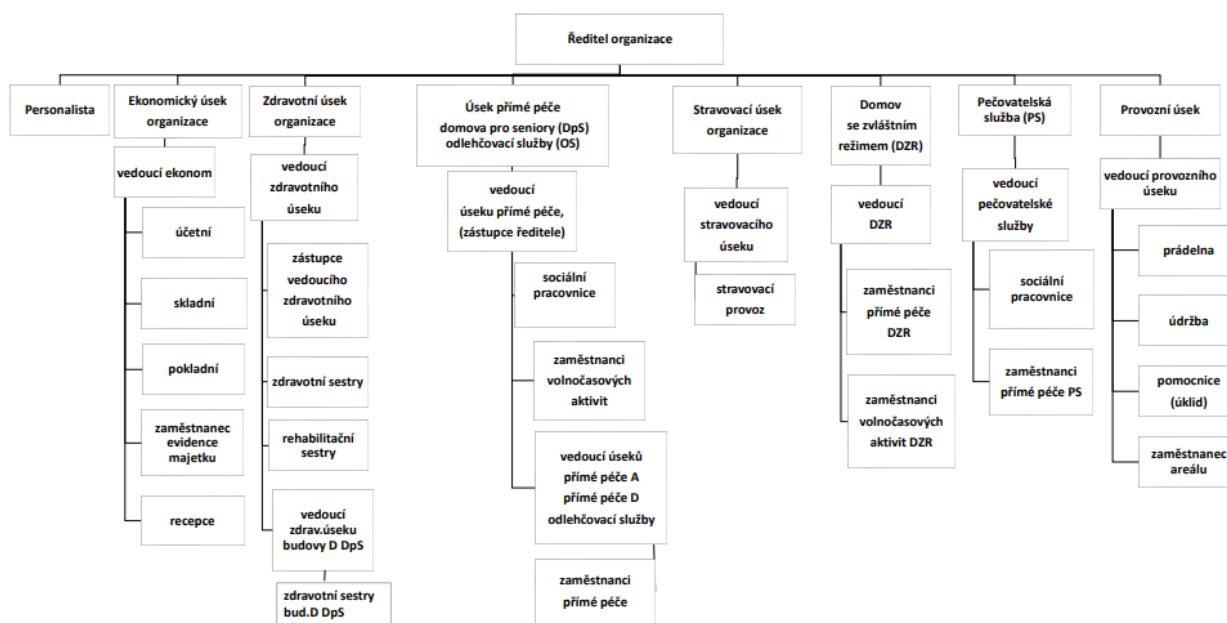 Ředitel organizace
Personalista
Ekonomický úsek
organizace
Zdravotní úsek
organizace
Úsek přímé péče
domova pro seniory (DpS)
odlehčovací služby (OS)
Stravovací úsek
organizace
Domov
se zvláštním
režimem (DZR)
Pečovatelská
služba (PS)
Provozní úsek
vedoucí ekonom
účetní
skladní
pokladní
zaměstnanec
evidence
majetku
recepce
vedoucí
zdravotního
úseku
zástupce
vedoucího
zdravotního
úseku
zdravotní sestry
rehabilitační
sestry
vedoucí
zdrav.úseku
budovy D DpS
zdravotní sestry
bud.D DpS
vedoucí
úseku přímé péče,
(zástupce ředitele)
sociální
pracovnice
zaměstnanci
volnočasových
aktivit
vedoucí úseků
přímé péče A
přímé péče D
odlehčovací služby
zaměstnanci
přímé péče
vedoucí
stravovacího
úseku
stravovací
provoz
vedoucí
DZR
zaměstnanci
přímé péče
DZR
zaměstnanci
volnočasových
aktivit DZR
vedoucí
pečovatelské
služby
sociální
pracovnice
zaměstnanci
přímé péče PS
vedoucí provozního
úseku
prádelna
údržba
pomocnice
(úklid)
zaměstnanec
areálu